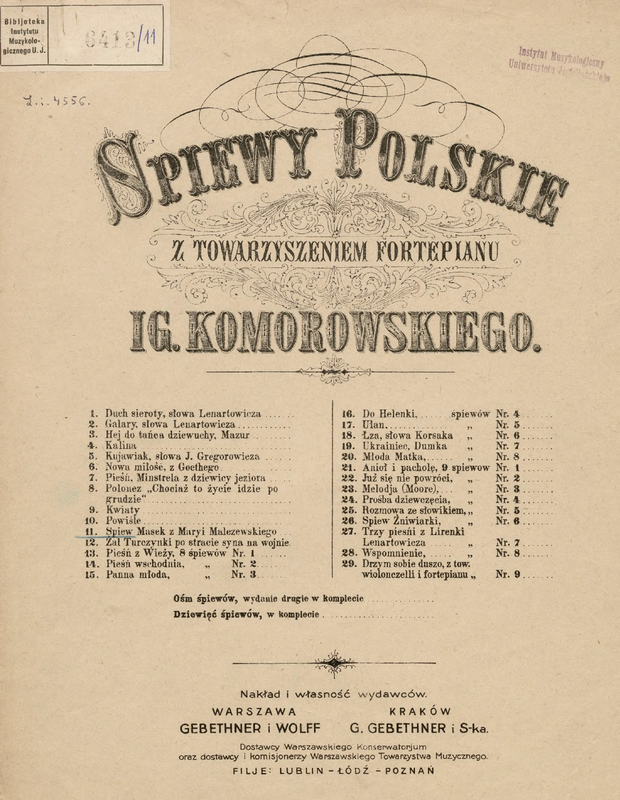 Bibljoteka
Instytutu
Muzykolo-
gicznego U. J.
6413/11
Instytut Muzykologiczny
Uniwersytetu Jagiellońskiego
I.i. 4556.
SPIEWY POLSKIE
Z TOWARZYSZENIEM FORTEPIANU
IG. KOMOROWSKIEGO.
1. Duch sieroty, słowa Lenartowicza
2. Galary, słowa Lenartowicza
3. Hej do tańca dziewuchy, Mazur
4. Kalina
5. Kujawiak, słowa J. Gregorowicza
6. Nowa miłość, z Goethego
7. Pieśń, Minstrela z dziewicy jeziora
8. Polonez „Chociaż to życie idzie po
grudzie"
9. Kwiaty
10. Powiśle
11. Spiew Masek z Maryi Malezewskiego
12. Żal Turczynki po stracie syna na wojnie
13. Pieśń z Wieży, 8 śpiewów Nr. 1
14. Pieśń wschodnia, „ Nr. 2
15. Panna młoda, „ Nr. 3
16. Do Helenki, śpiewów Nr. 4
17. Ułan „ Nr. 5
18. Łza, słowa Korsaka „ Nr. 6
19. Ukrainiec, Dumka „ Nr. 7
20. Młoda Matka, „ Nr. 8
21. Anioł i pacholę, 9 śpiewow Nr. 1
22. Już się nie powróci, „ Nr. 2
23. Melodja (Moore), „ Nr. 3
24. Prośba dziewczęcia, „ Nr. 4
25. Rozmowa ze słowikiem, „ Nr. 5
26. Spiew Żniwiarki, „ Nr. 6
27. Trzy pieśni z Lirenki
Lenartowicza „ Nr. 7
28. Wspomnienie, „ Nr. 8
29. Drzym sobie duszo, z tow.
wiolonczelli i fortepianu „ Nr. 9
Ośm śpiewów, wydanie drugie w komplecie
Dziewięć śpiewów, w komplecie
Nakład i własność wydawców.
WARSZAWA KRAKÓW
GEBETHNER i WOLFF G. GEBETHNER i S-ka.
Dostawcy Warszawskiego Konserwatorjum
oraz dostawcy i komisjonerzy Warszawskiego Towarzystwa Muzycznego.
FILJE: LUBLIN – ŁÓDŹ – POZNAŃ